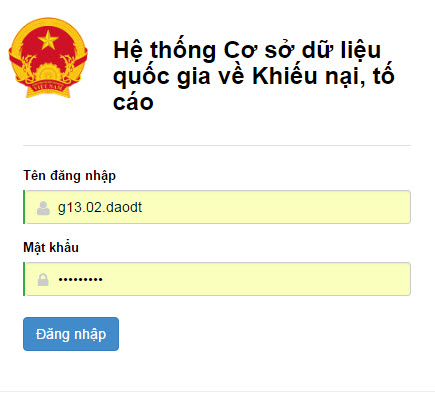 Hệ thống Cơ sở dữ liệu
quốc gia về Khiếu nại, tố
cáo
Tên đăng nhập
g13.02.daodt
Mật khẩu
•••••••••
Đăng nhập